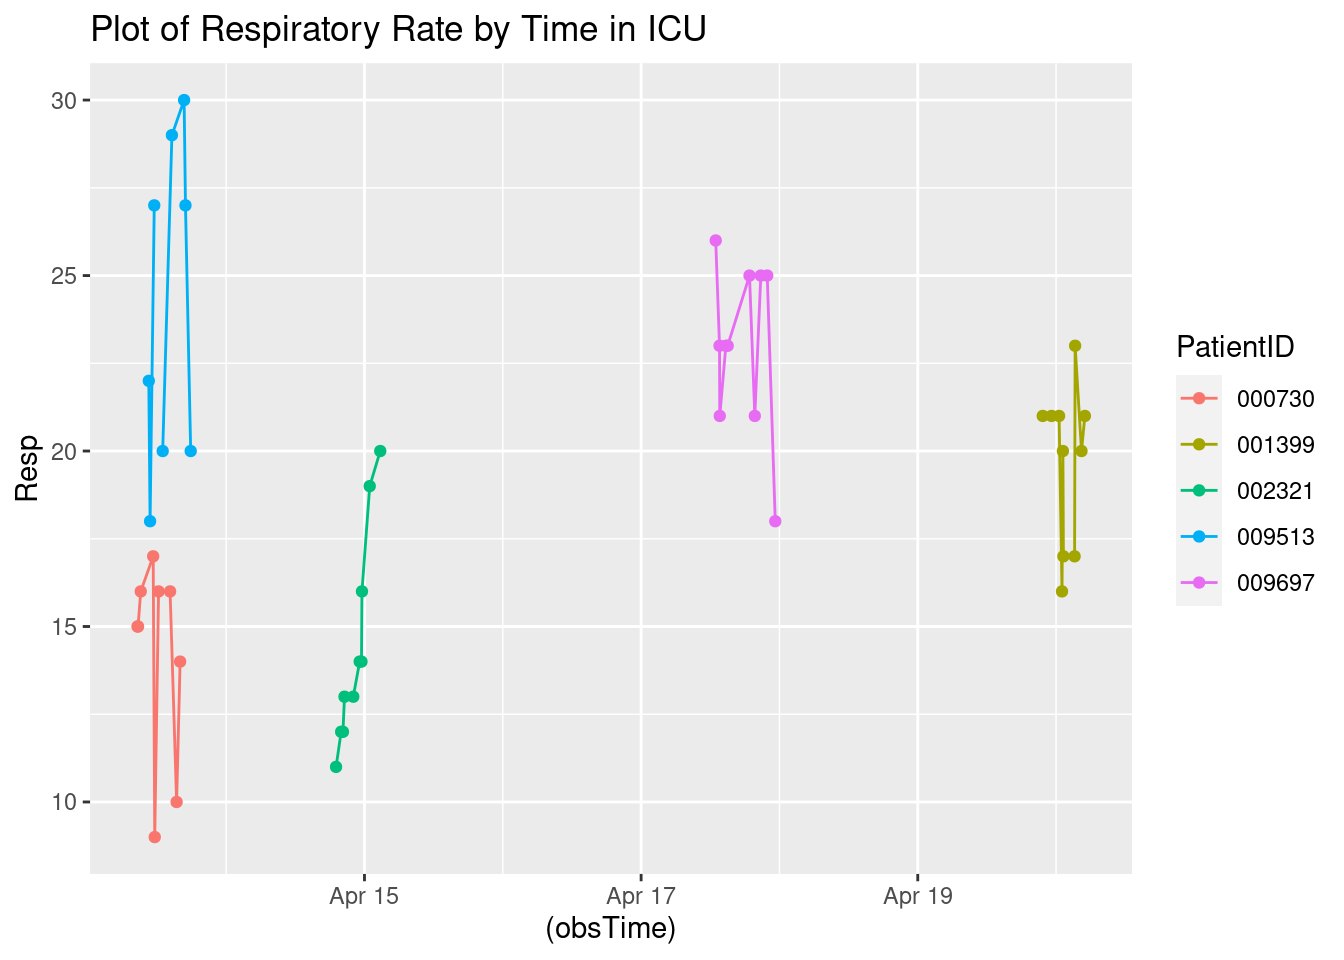 Plot of Respiratory Rate by Time in ICU
30
25
20
15
10
Resp
Apr 15
Apr 17
Apr 19
(obsTime)
PatientID
000730
001399
002321
009513
009697